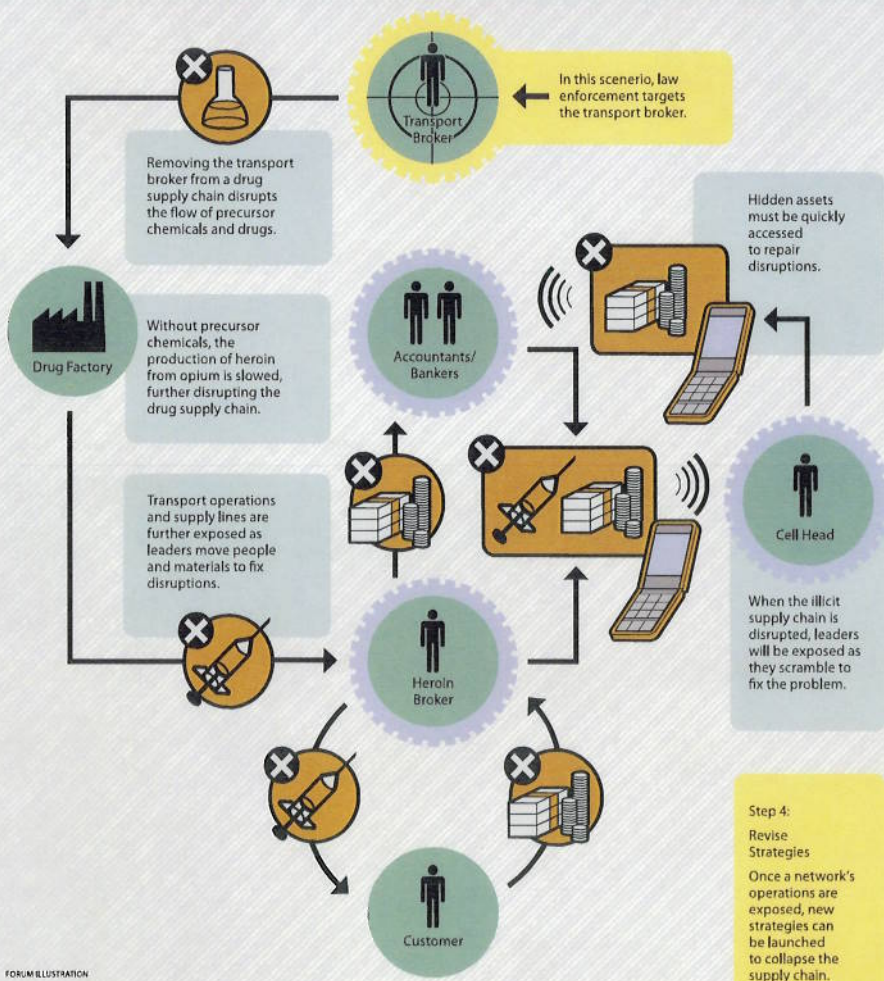 In this scenerio, law
enforcement targets
the transport broker.
Transport
Broker
Removing the transport
broker from a drug
supply chain disrupts
the flow of precursor
chemicals and drugs.
Hidden assets
must be quickly
accessed
to repair
disruptions.
Drug Factory
Without precursor
chemicals, the
production of heroin
from opium is slowed,
further disrupting the
drug supply chain.
Accountants/
Bankers
Transport operations
and supply lines are
further exposed as
leaders move people
and materials to fix
disruptions.
Cell Head
When the illicit
supply chain is
disrupted, leaders
will be exposed as
they scramble to
fix the problem.
Heroin
Broker
Customer
Step 4:
Revise
Strategies
Once a network's
operations are
exposed, new
strategies can
be launched
to collapse the
supply chain.
FORUM ILLUSTRATION